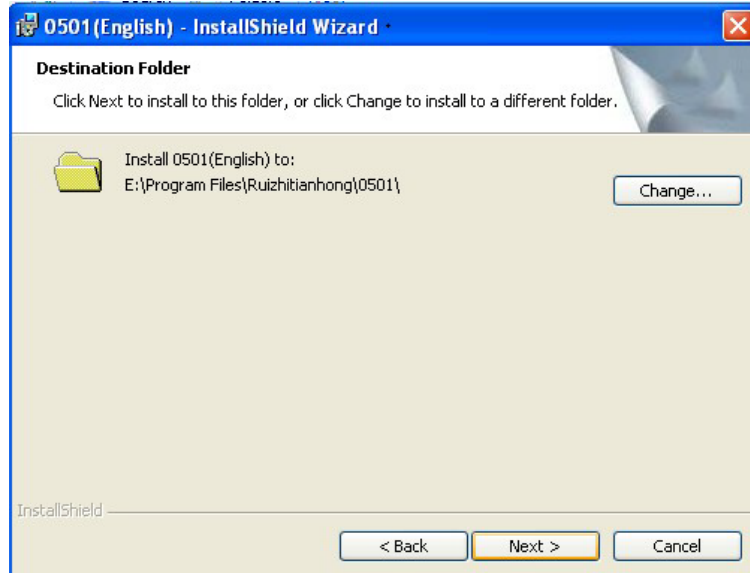 0501(English) - InstallShield Wizard
Destination Folder
Click Next to install to this folder, or click Change to install to a different folder.
Install 0501(English) to:
E:\Program Files\Ruizhitianhong\0501\
Change...
InstallShield
< Back
Next >
Cancel